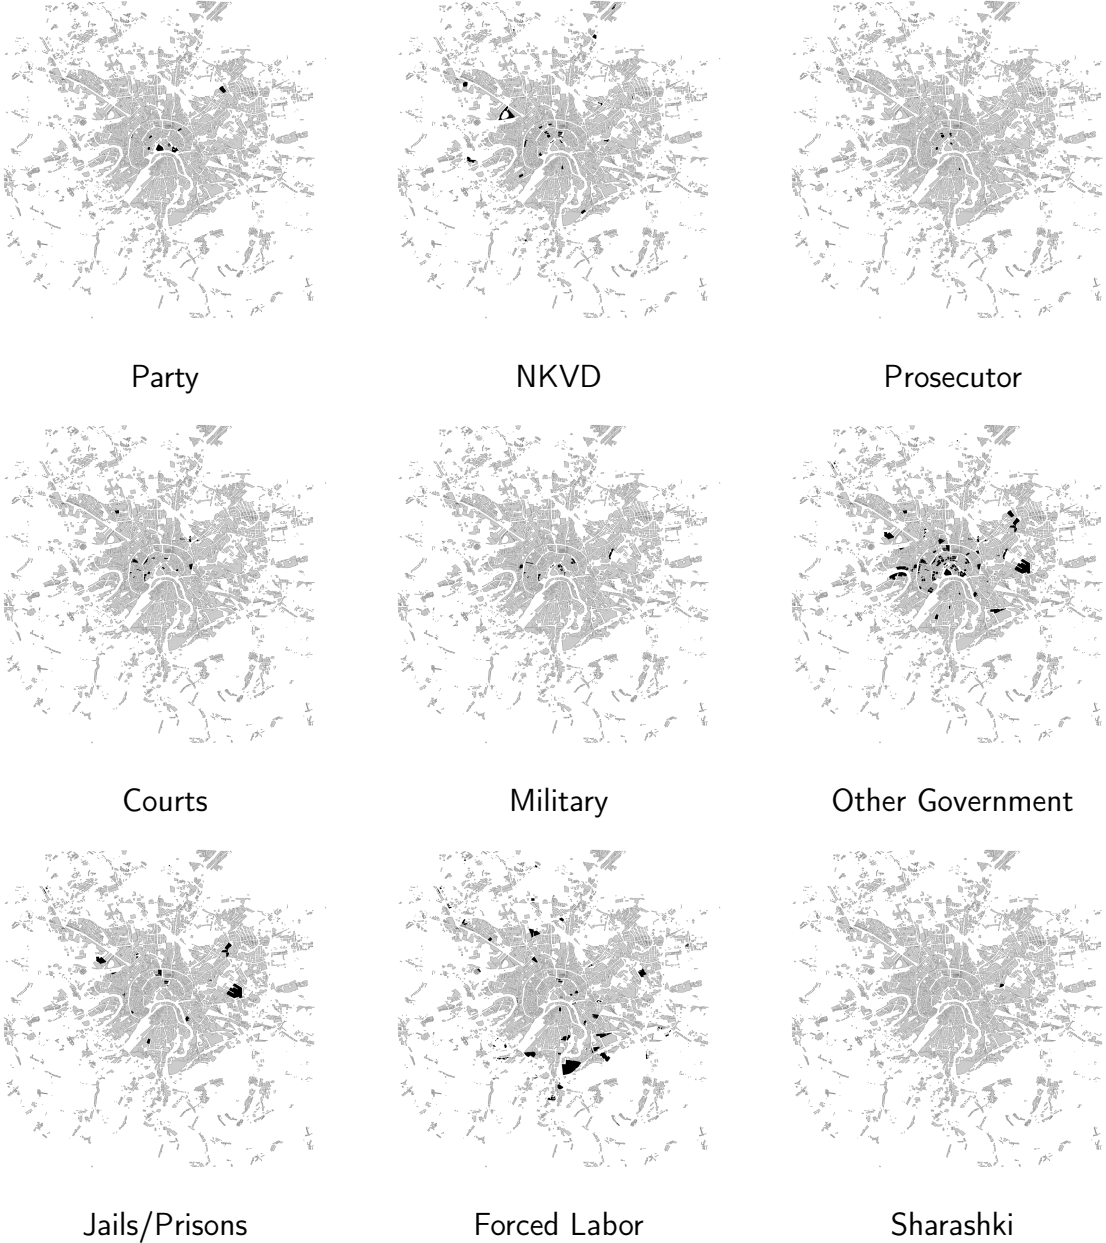 Party
NKVD
Prosecutor
Courts
Military
Other Government
Jails/Prisons
Forced Labor
Sharashki